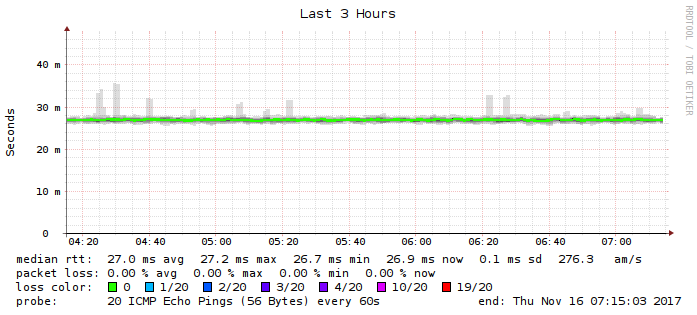 Last 3 Hours
RRDTOOL / TOBI OETIKER
Seconds
40 m
30 m
20 m
10 m
0
04:20 04:40 05:00 05:20 05:40 06:00 06:20 06:40 07:00
median rtt: 27.0 ms avg 27.2 ms max 26.7 ms min 26.9 ms now 0.1 ms sd 276.3 am/s
packet loss: 0.00 % avg 0.00 % max 0.00 % min 0.00 % now
loss color: 0 1/20 2/20 3/20 4/20 10/20 19/20
probe: 20 ICMP Echo Pings (56 Bytes) every 60s end: Thu Nov 16 07:15:03 2017